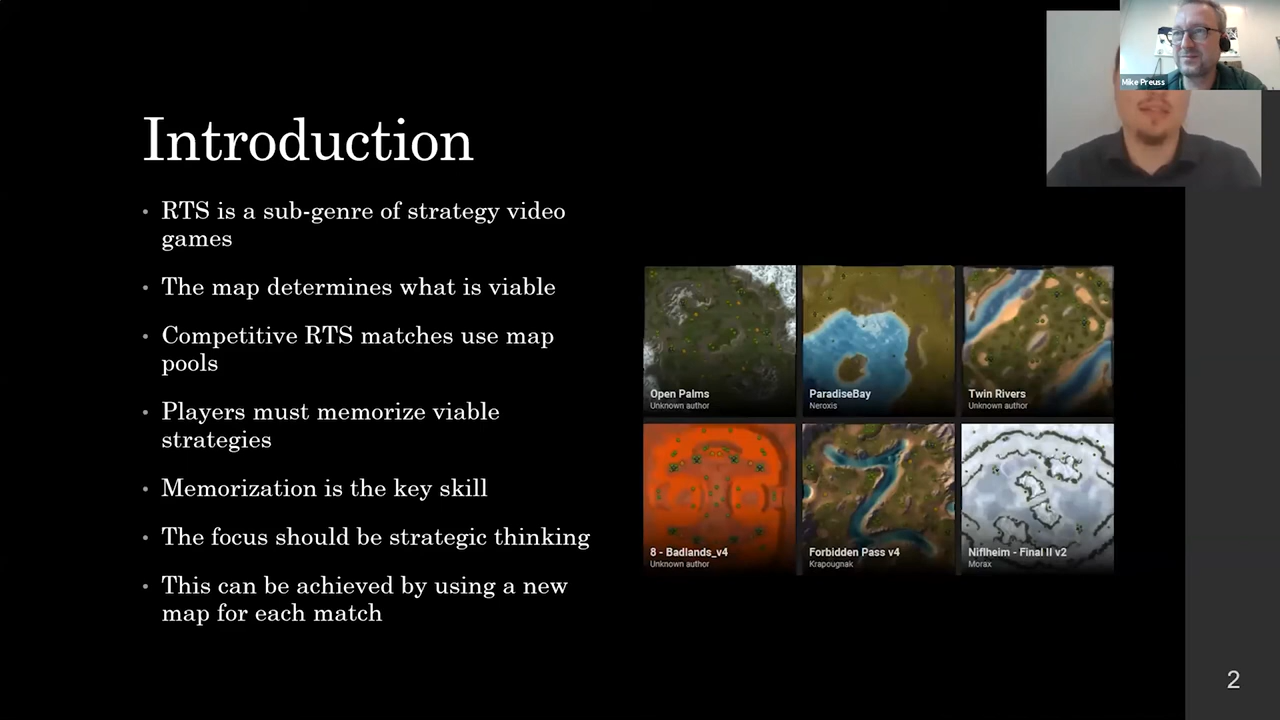 Mike Preuss
Introduction
• RTS is a sub-genre of strategy video
games
• The map determines what is viable
• Competitive RTS matches use map
pools
• Players must memorize viable
strategies
• Memorization is the key skill
• The focus should be strategic thinking
• This can be achieved by using a new
map for each match
Open Palms
Unknown author
ParadiseBay
Neroxis
Twin Rivers
Unknown author
8 - Badlands_v4
Unknown author
Forbidden Pass v4
Krapougnak
Niflheim - Final II v2
Morax
2